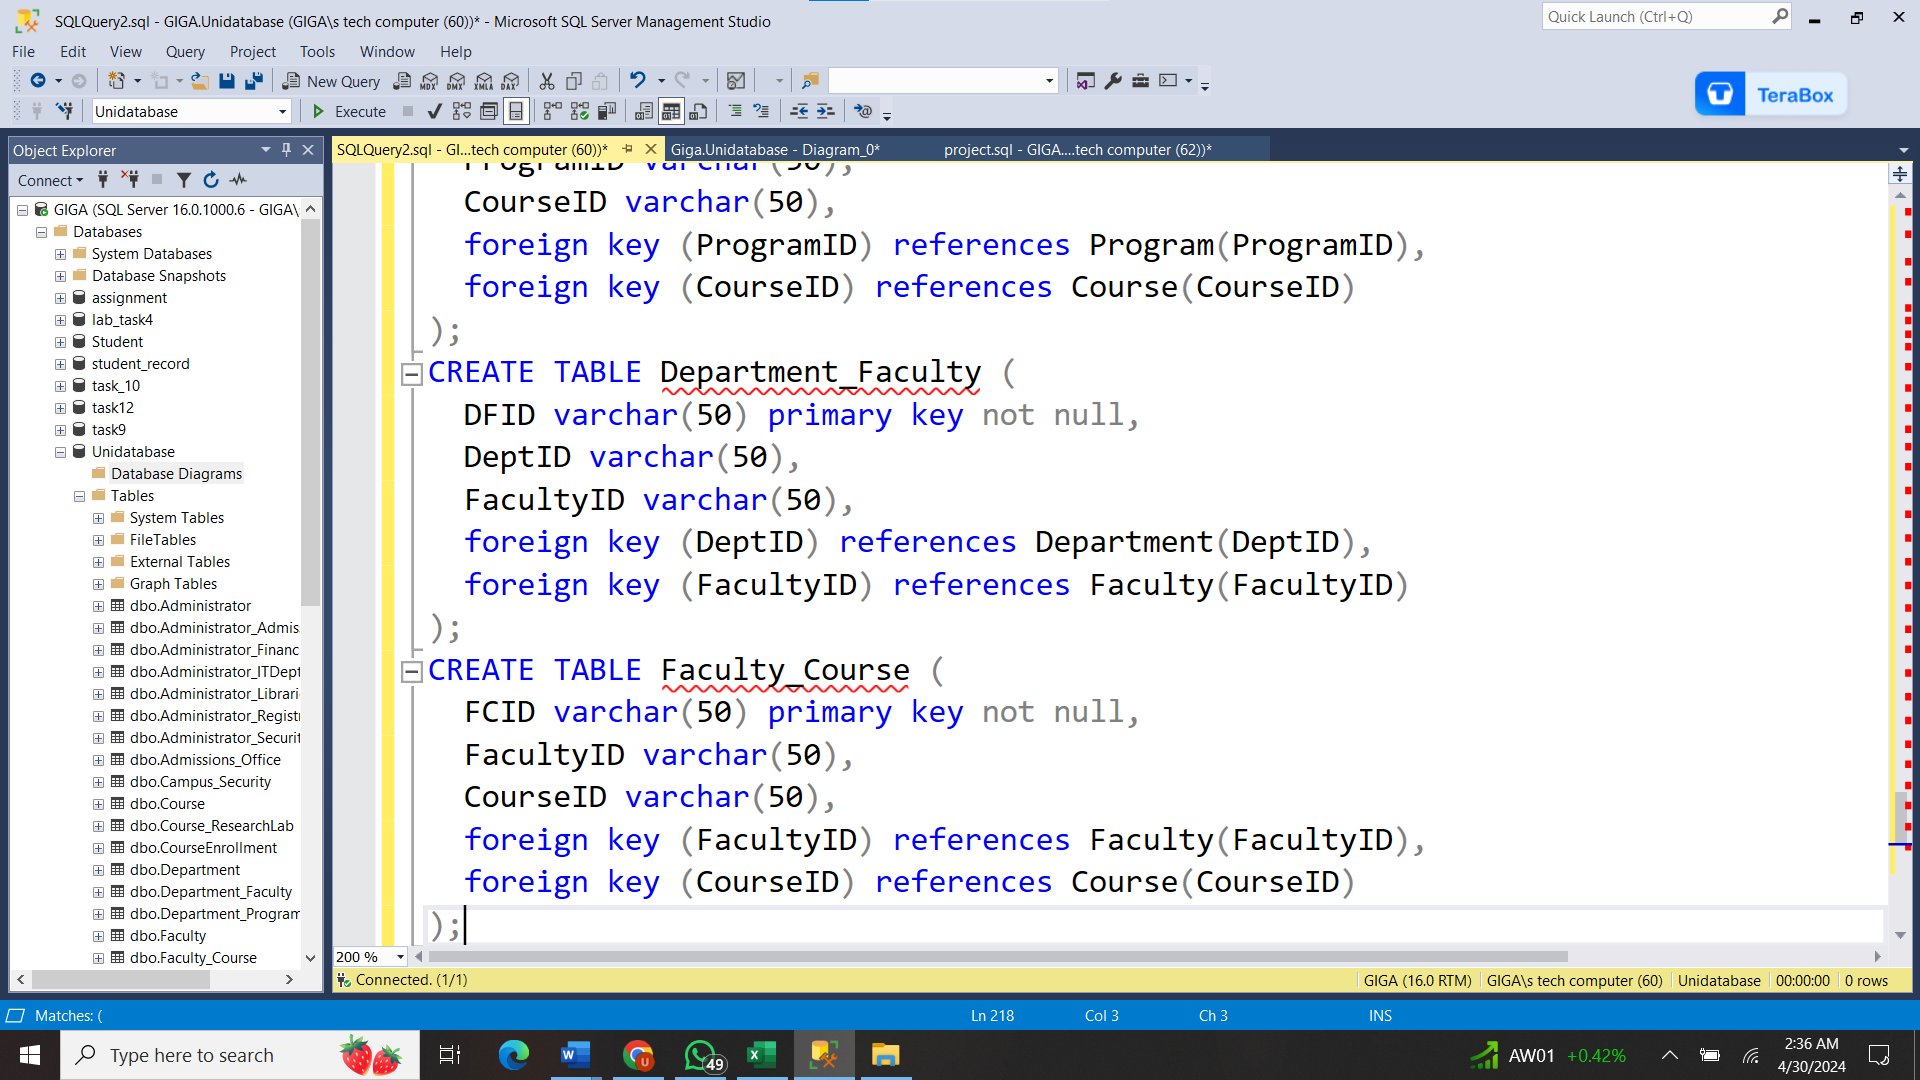 SQLQuery2.sql - GIGA.Unidatabase (GIGA\s tech computer (60))* - Microsoft SQL Server Management Studio
Quick Launch (Ctrl+Q)
File Edit View Query Project Tools Window Help
New Query
MDX DMX XMLA DAX
TeraBox
Unidatabase
Execute
Object Explorer
SQLQuery2.sql - GI...tech computer (60))*
Giga.Unidatabase - Diagram_0*
project.sql - GIGA....tech computer (62))*
Connect
GIGA (SQL Server 16.0.1000.6 - GIGA\
Databases
System Databases
Database Snapshots
assignment
lab_task4
Student
student_record
task_10
task12
task9
Unidatabase
Database Diagrams
Tables
System Tables
FileTables
External Tables
Graph Tables
dbo.Administrator
dbo.Administrator_Admis
dbo.Administrator_Financ
dbo.Administrator_ITDept
dbo.Administrator_Librari
dbo.Administrator_Registr
dbo.Administrator_Securit
dbo.Admissions_Office
dbo.Campus_Security
dbo.Course
dbo.Course_ResearchLab
dbo.CourseEnrollment
dbo.Department
dbo.Department_Faculty
dbo.Department_Program
dbo.Faculty
dbo.Faculty_Course
ProgramID varchar(50),
CourseID varchar(50),
foreign key (ProgramID) references Program(ProgramID),
foreign key (CourseID) references Course(CourseID)
);
CREATE TABLE Department_Faculty (
DFID varchar(50) primary key not null,
DeptID varchar(50),
FacultyID varchar(50),
foreign key (DeptID) references Department(DeptID),
foreign key (FacultyID) references Faculty(FacultyID)
);
CREATE TABLE Faculty_Course (
FCID varchar(50) primary key not null,
FacultyID varchar(50),
CourseID varchar(50),
foreign key (FacultyID) references Faculty(FacultyID),
foreign key (CourseID) references Course(CourseID)
);
200 %
Connected. (1/1)
GIGA (16.0 RTM) GIGA\s tech computer (60) Unidatabase 00:00:00 0 rows
Matches: (
Ln 218 Col 3 Ch 3 INS
Type here to search
49
AW01 +0.42%
2:36 AM
4/30/2024